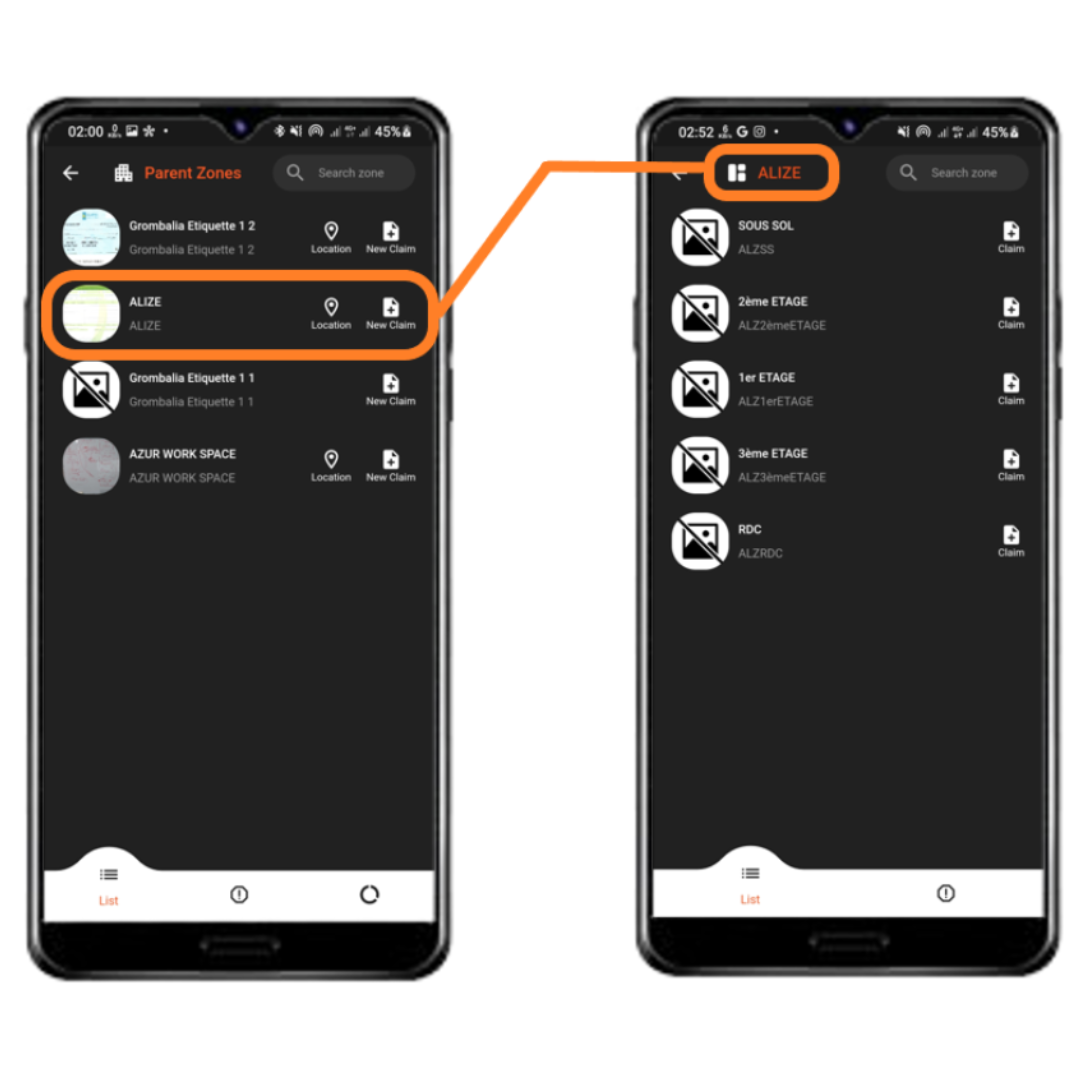 02:00
45%
Parent Zones
Search zone
Grombalia Etiquette 1 2
Grombalia Etiquette 1 2
Location
New Claim
ALIZE
ALIZE
Location
New Claim
Grombalia Etiquette 1 1
Grombalia Etiquette 1 1
New Claim
AZUR WORK SPACE
AZUR WORK SPACE
Location
New Claim
List
02:52
G
45%
ALIZE
Search zone
SOUS SOL
ALZSS
Claim
2ème ETAGE
ALZ2èmeETAGE
Claim
1er ETAGE
ALZ1erETAGE
Claim
3ème ETAGE
ALZ3èmeETAGE
Claim
RDC
ALZRDC
Claim
List